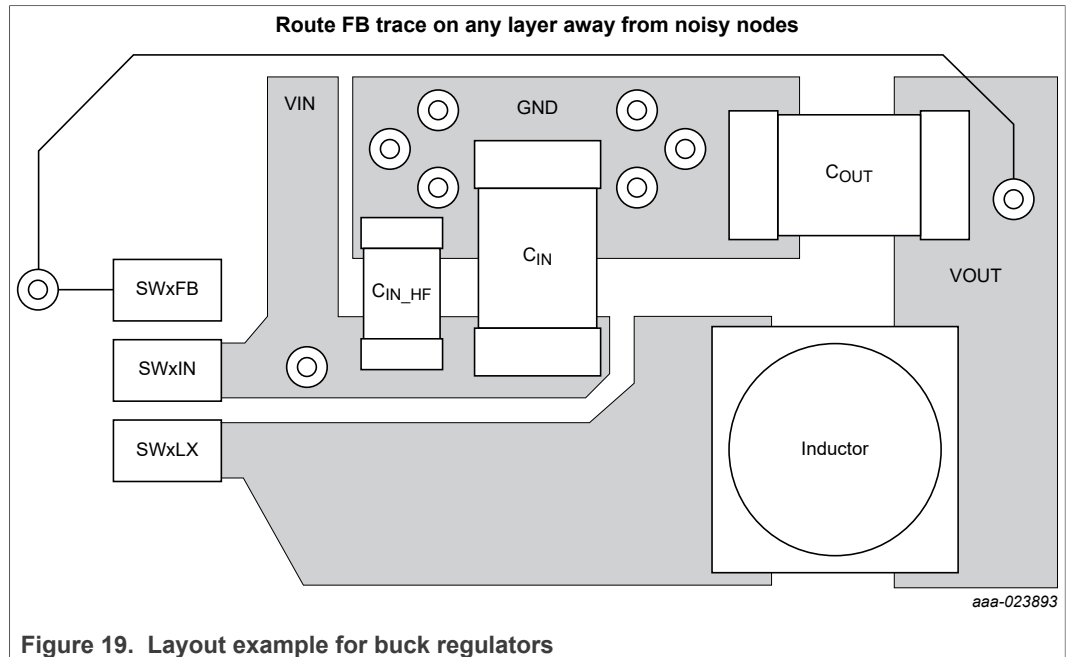 Route FB trace on any layer away from noisy nodes
VIN
GND
COUT
CIN
CIN_HF
SWxFB
VOUT
SWxIN
SWxLX
Inductor
aaa-023893
Figure 19. Layout example for buck regulators